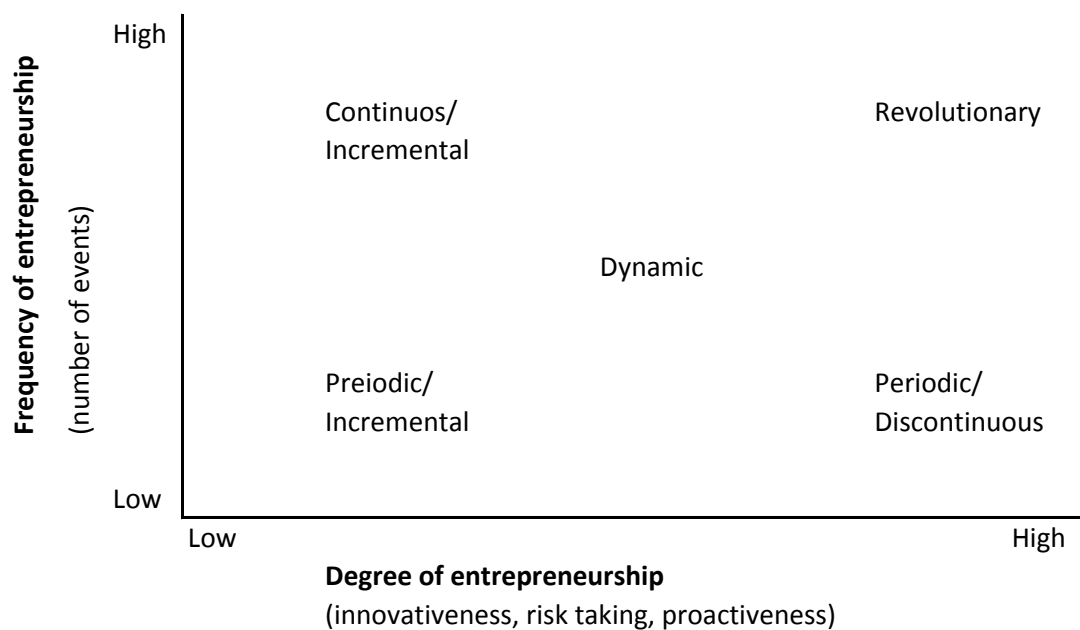 High
Frequency of entrepreneurship
(number of events)
Continuos/
Incremental
Revolutionary
Dynamic
Preiodic/
Incremental
Periodic/
Discontinuous
Low
Low
High
Degree of entrepreneurship
(innovativeness, risk taking, proactiveness)